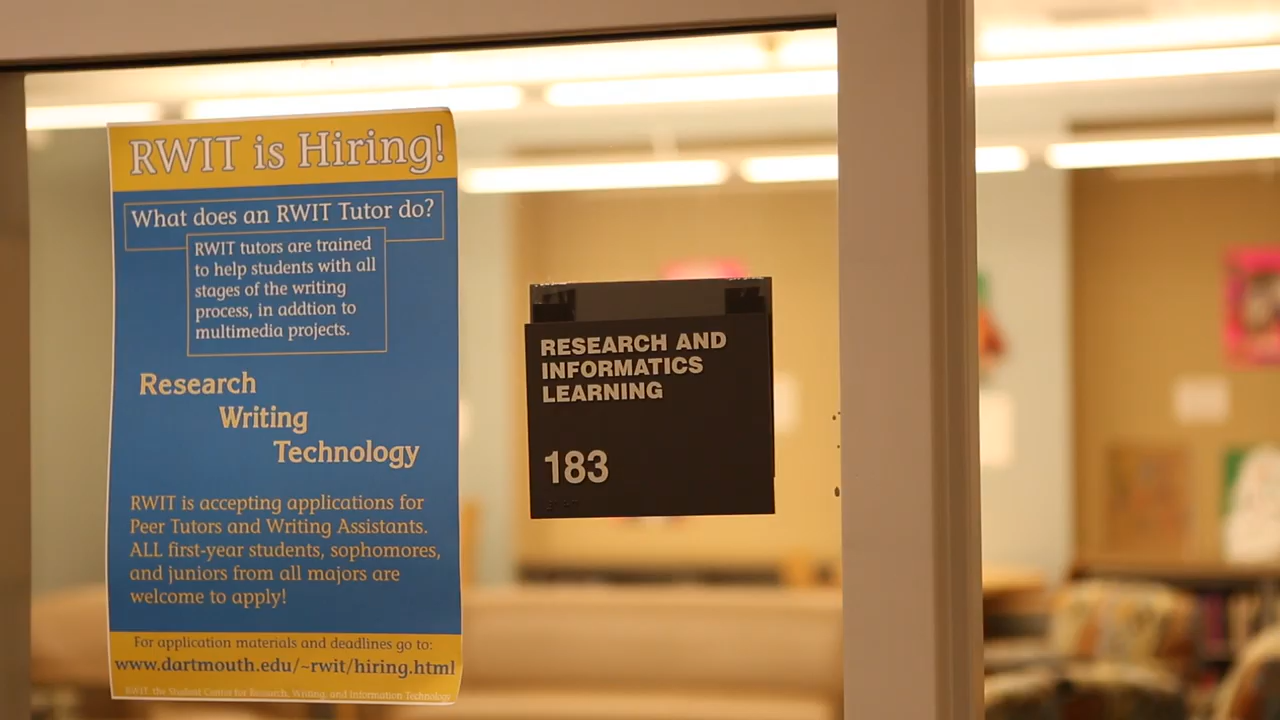 RWIT is Hiring!
What does an RWIT Tutor do?
RWIT tutors are trained
to help students with all
stages of the writing
process, in addtion to
multimedia projects.
Research
Writing
Technology
RWIT is accepting applications for
Peer Tutors and Writing Assistants.
ALL first-year students, sophomores,
and juniors from all majors are
welcome to apply!
For application materials and deadlines go to:
www.dartmouth.edu/~rwit/hiring.html
RWIT, the Student Center for Research, Writing, and Information Technology
RESEARCH AND
INFORMATICS
LEARNING
183